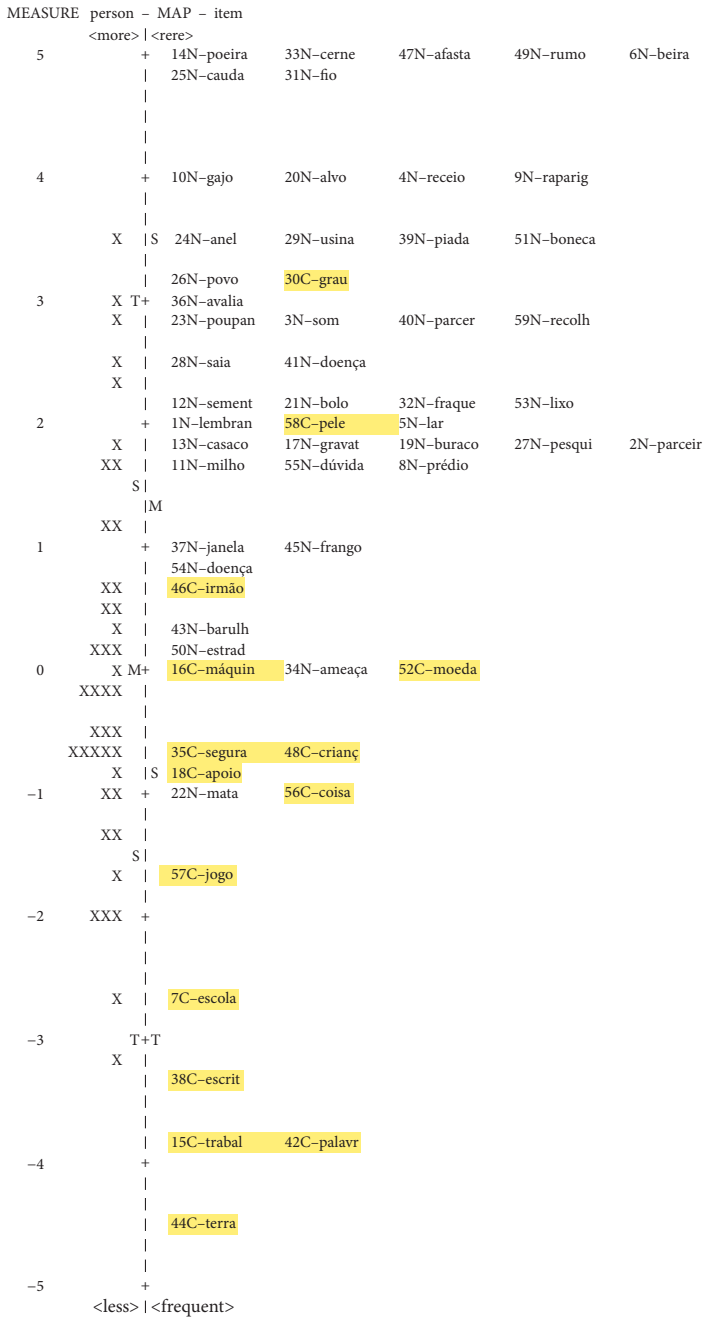 MEASURE person – MAP – item
<more> | <rere>
5 + 14N–poeira 33N–cerne 47N–afasta 49N–rumo 6N–beira
| 25N–cauda 31N–fio
|
|
|
|
4 + 10N–gajo 20N–alvo 4N–receio 9N–raparig
|
|
X | S 24N–anel 29N–usina 39N–piada 51N–boneca
|
| 26N–povo 30C–grau
3 X T+ 36N–avalia
X | 23N–poupan 3N–som 40N–parcer 59N–recolh
|
X | 28N–saia 41N–doença
X |
| 12N–sement 21N–bolo 32N–fraque 53N–lixo
2 + 1N–lembran 58C–pele 5N–lar
X | 13N–casaco 17N–gravat 19N–buraco 27N–pesqui 2N–parceir
XX | 11N–milho 55N–dúvida 8N–prédio
S |
|M
XX |
1 + 37N–janela 45N–frango
| 54N–doença
XX | 46C–irmão
XX |
X | 43N–barulh
XXX | 50N–estrad
0 X M+ 16C–máquin 34N–ameaça 52C–moeda
XXXX |
|
XXX |
XXXXX | 35C–segura 48C–crianç
X | S 18C–apoio
–1 XX + 22N–mata 56C–coisa
|
XX |
S |
X | 57C–jogo
|
–2 XXX +
|
|
|
X | 7C–escola
|
–3 T+T
X |
| 38C–escrit
|
|
| 15C–trabal 42C–palavr
–4 +
|
|
| 44C–terra
|
|
–5 +
<less> | <frequent>